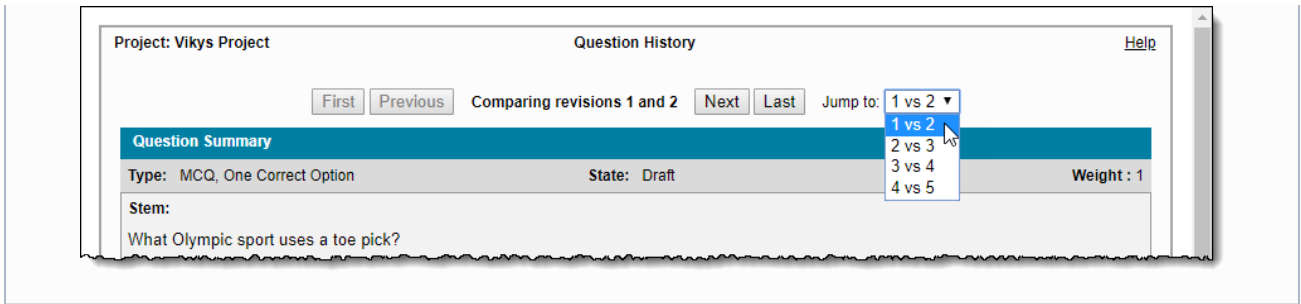 Project: Vikys Project Question History Help
First Previous Comparing revisions 1 and 2 Next Last Jump to: 1 vs 2
1 vs 2
Question Summary
2 vs 3
Type: MCQ, One Correct Option State: Draft 3 vs 4 Weight : 1
4 vs 5
Stem:
What Olympic sport uses a toe pick?